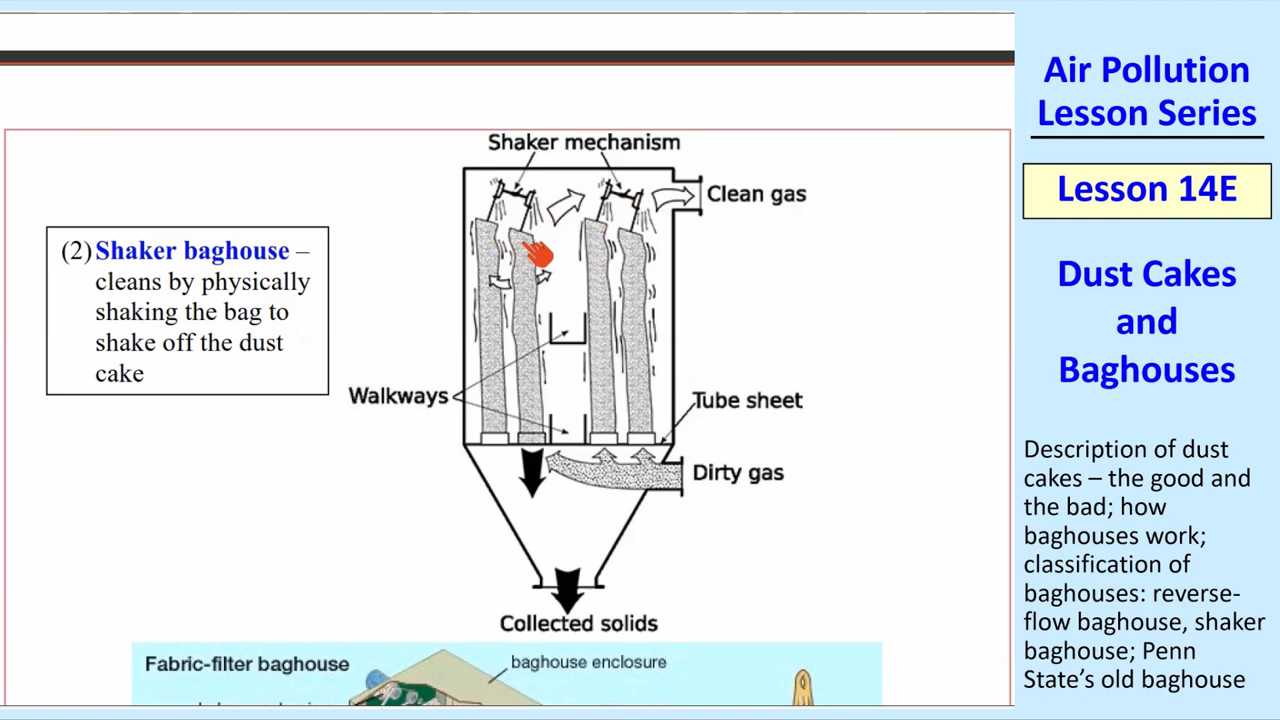 Shaker mechanism
Clean gas
(2) Shaker baghouse –
cleans by physically
shaking the bag to
shake off the dust
cake
Walkways
Tube sheet
Dirty gas
Collected solids
Fabric-filter baghouse
baghouse enclosure
Air Pollution
Lesson Series
Lesson 14E
Dust Cakes
and
Baghouses
Description of dust
cakes – the good and
the bad; how
baghouses work;
classification of
baghouses: reverse-
flow baghouse, shaker
baghouse; Penn
State's old baghouse